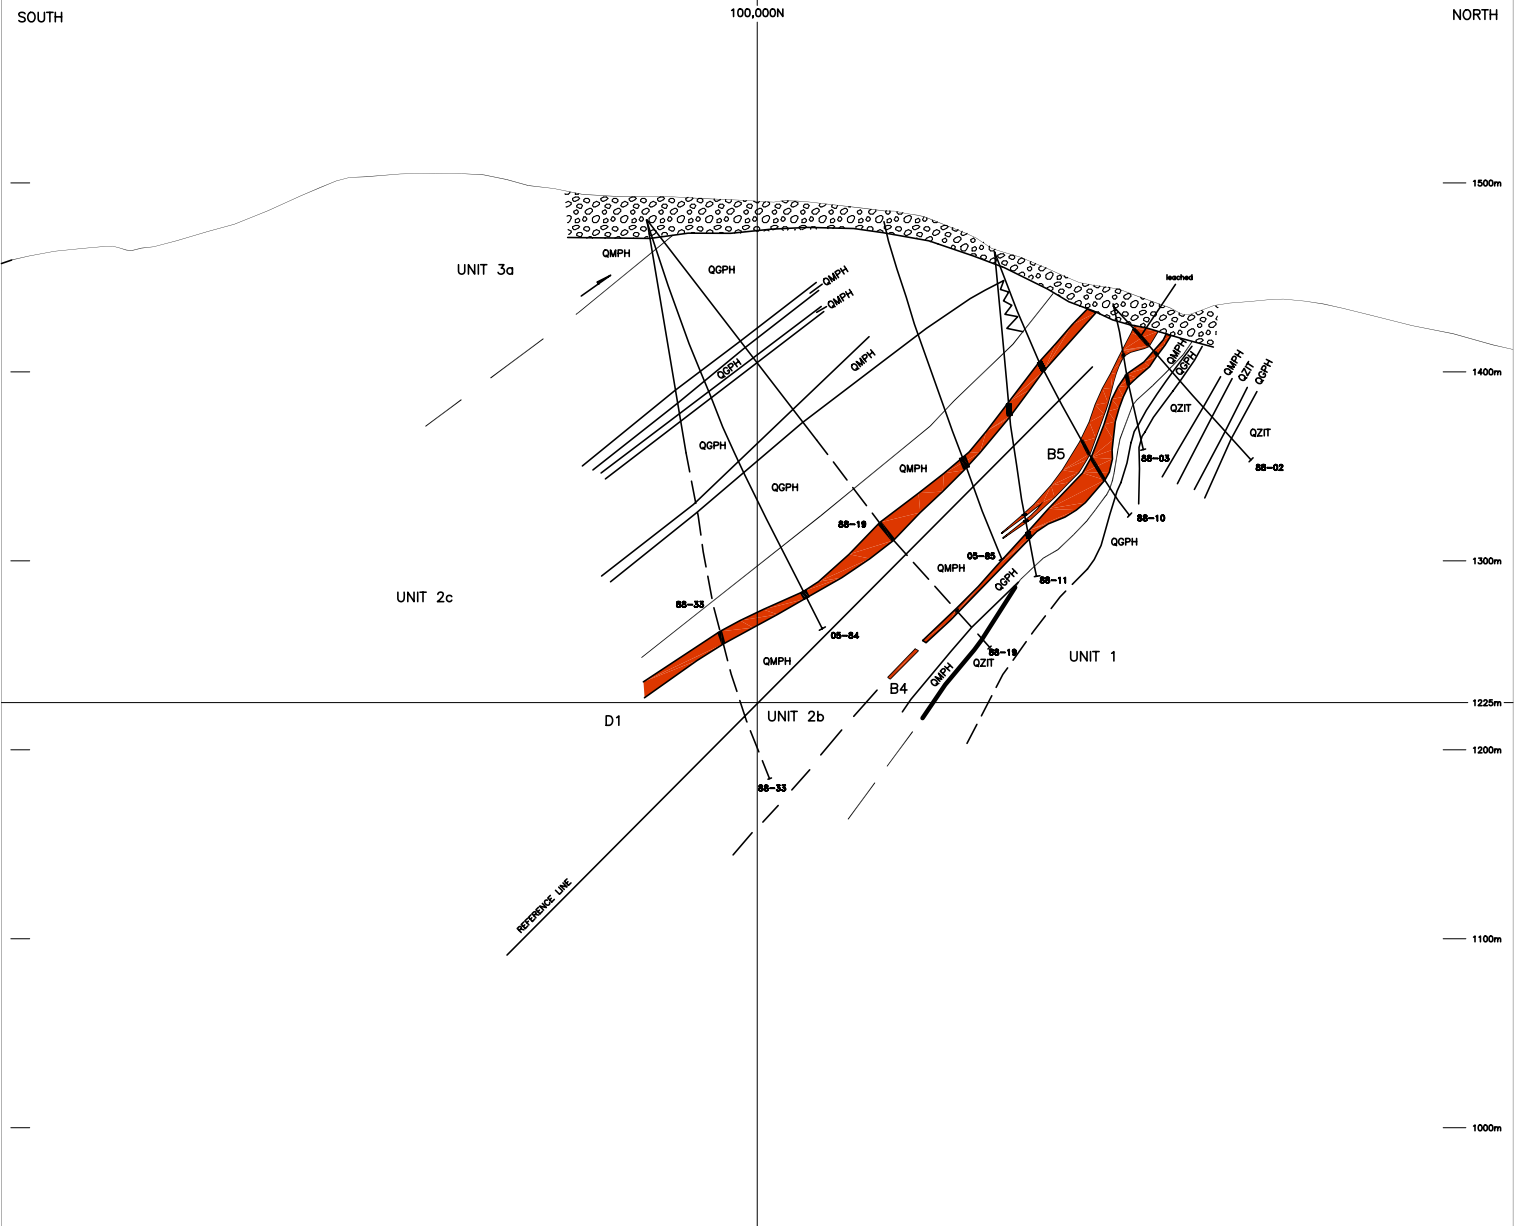 SOUTH
100,000N
NORTH
1500m
QMPH
UNIT 3a
QGPH
QMPH
leached
QMPH
QGPH
QMPH
QMPH
QGPH
QMPH
QZIT
QGPH
1400m
QZIT
QGPH
B5
QZIT
QMPH
88-03
88-02
QGPH
88-19
88-10
05-85
QGPH
QMPH
QGPH
88-11
1300m
UNIT 2c
88-33
05-84
88-19
QMPH
QMPH
QZIT
UNIT 1
B4
1225m
D1
UNIT 2b
1200m
88-33
REFERENCE LINE
1100m
1000m